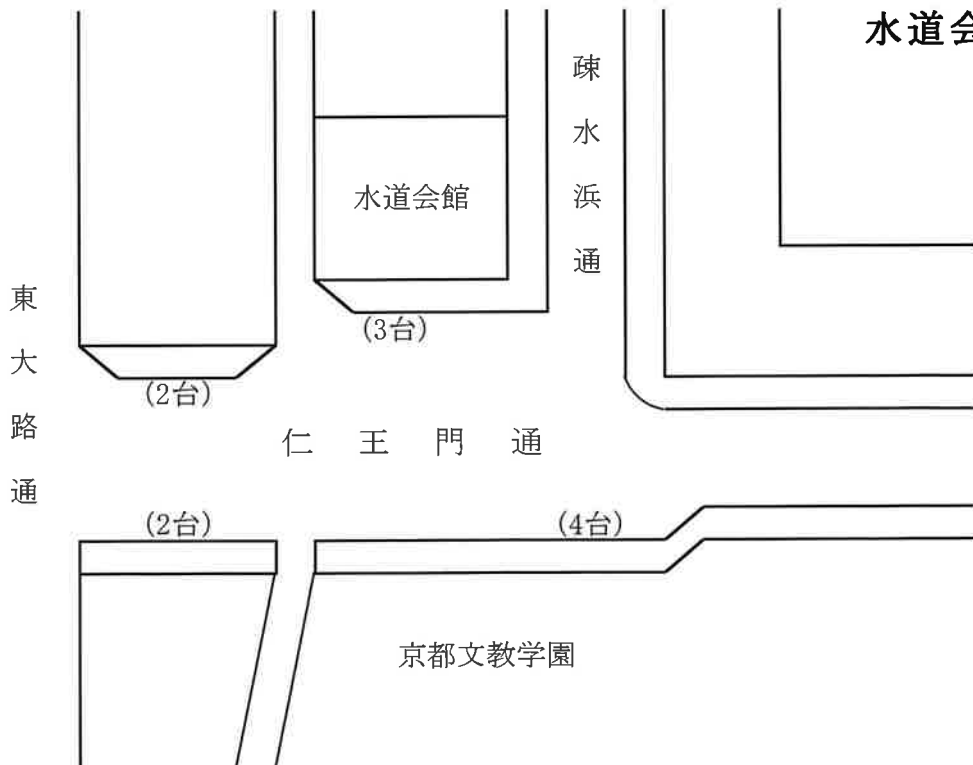 水道会
疎水浜通
水道会館
東大路通
(3台)
(2台)
仁王門通
(2台)
(4台)
京都文教学園